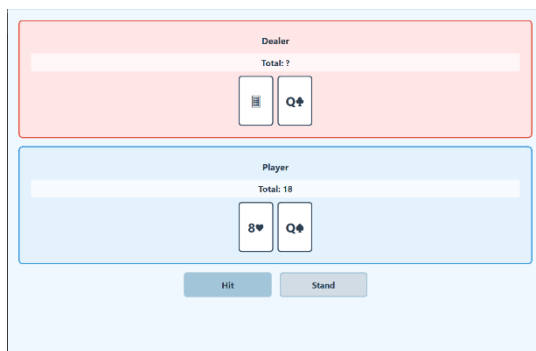 Dealer
Total: ?
Q♣
Player
Total: 18
8♥ Q♠
Hit Stand